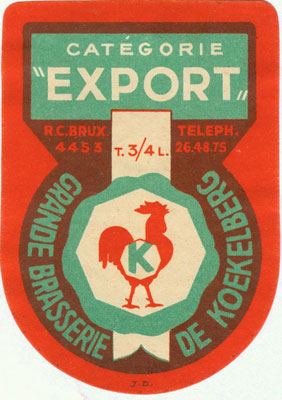 CATÉGORIE
"EXPORT"
R.C.BRUX. TELEPH.
4453 T. 3/4 L. 26.48.75
GRANDE BRASSERIE DE KOEKELBERG
K
J.D.